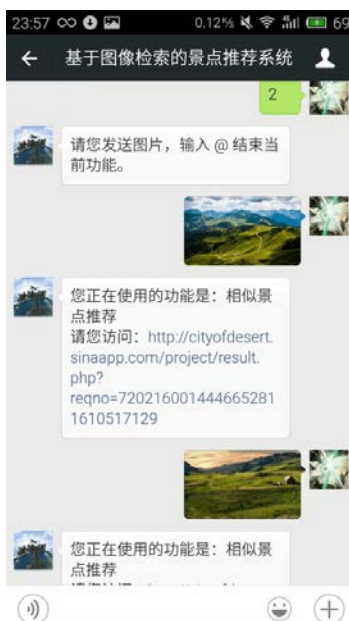 23:57 0.12% 69
基于图像检索的景点推荐系统
2
请您发送图片，输入 @ 结束当
前功能。
您正在使用的功能是：相似景
点推荐
请您访问：http://cityofdesert.
sinaapp.com/project/result.
php?
reqno=720216001444665281
1610517129
您正在使用的功能是：相似景
点推荐